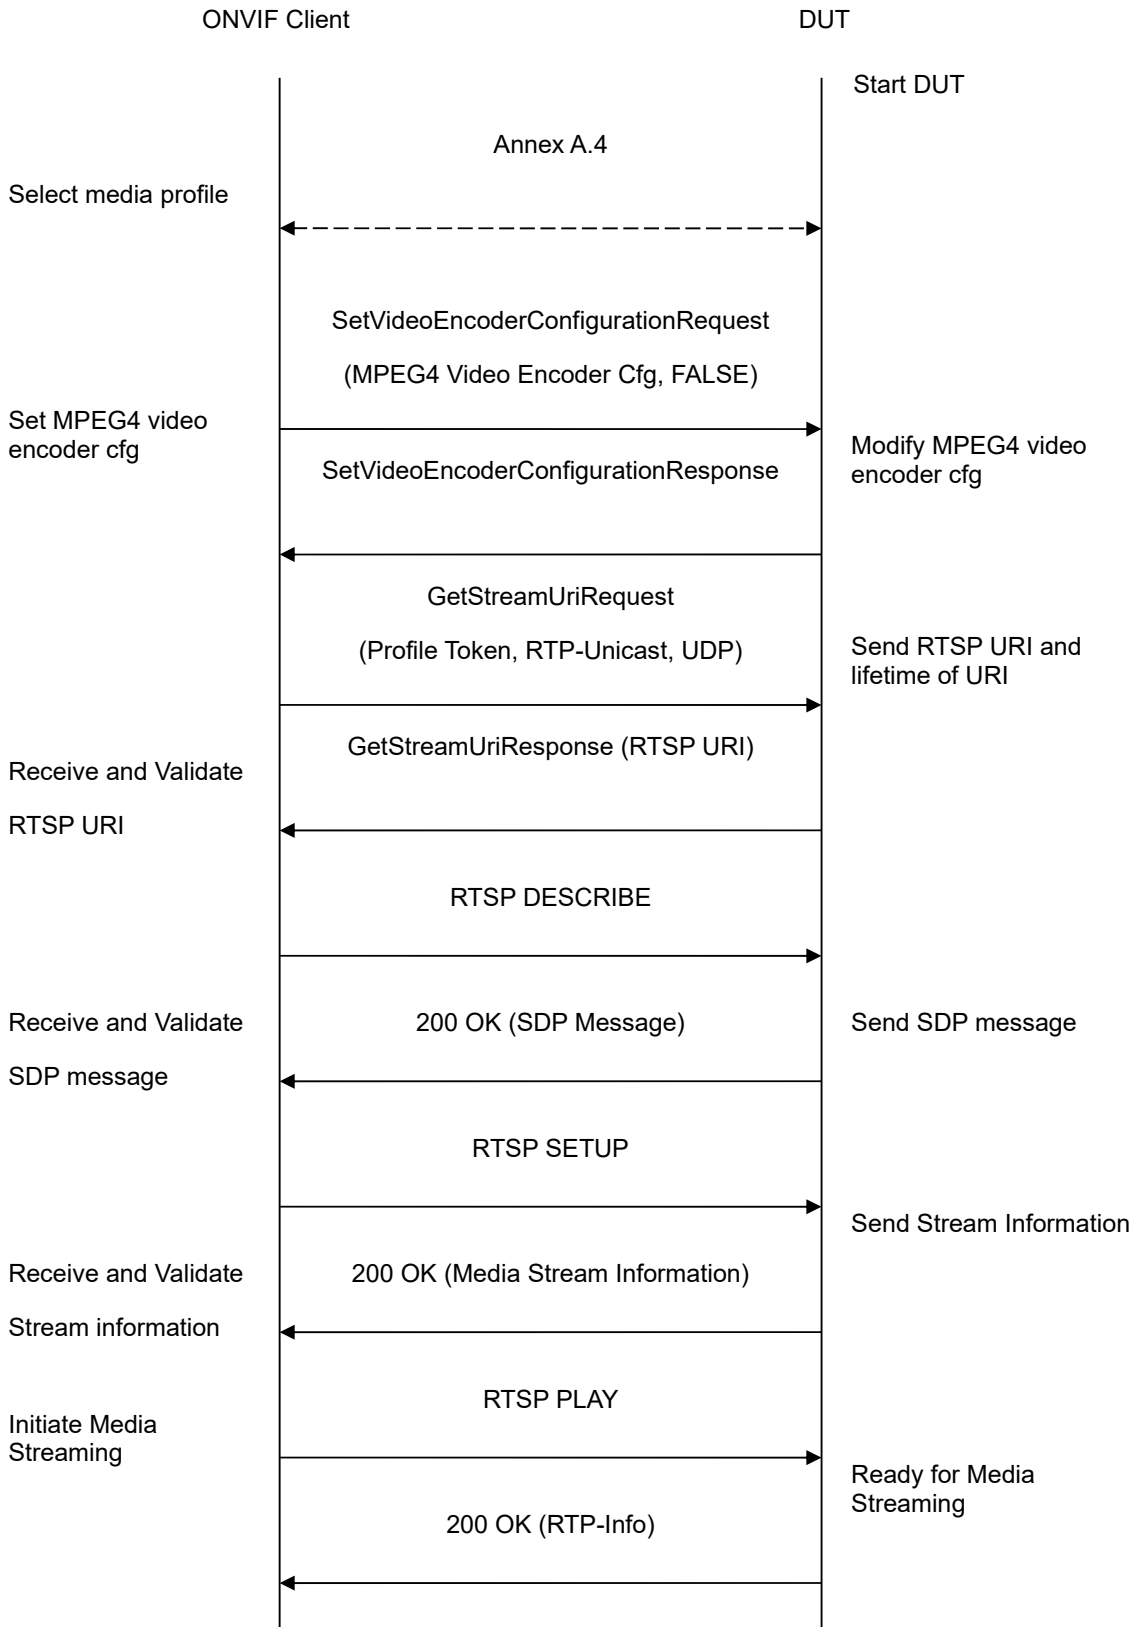 ONVIF Client
DUT
Start DUT
Annex A.4
Select media profile
SetVideoEncoderConfigurationRequest
(MPEG4 Video Encoder Cfg, FALSE)
Set MPEG4 video
encoder cfg
Modify MPEG4 video
encoder cfg
SetVideoEncoderConfigurationResponse
GetStreamUriRequest
(Profile Token, RTP-Unicast, UDP)
Send RTSP URI and
lifetime of URI
GetStreamUriResponse (RTSP URI)
Receive and Validate
RTSP URI
RTSP DESCRIBE
Receive and Validate
SDP message
200 OK (SDP Message)
Send SDP message
RTSP SETUP
Send Stream Information
Receive and Validate
Stream information
200 OK (Media Stream Information)
RTSP PLAY
Initiate Media
Streaming
Ready for Media
Streaming
200 OK (RTP-Info)